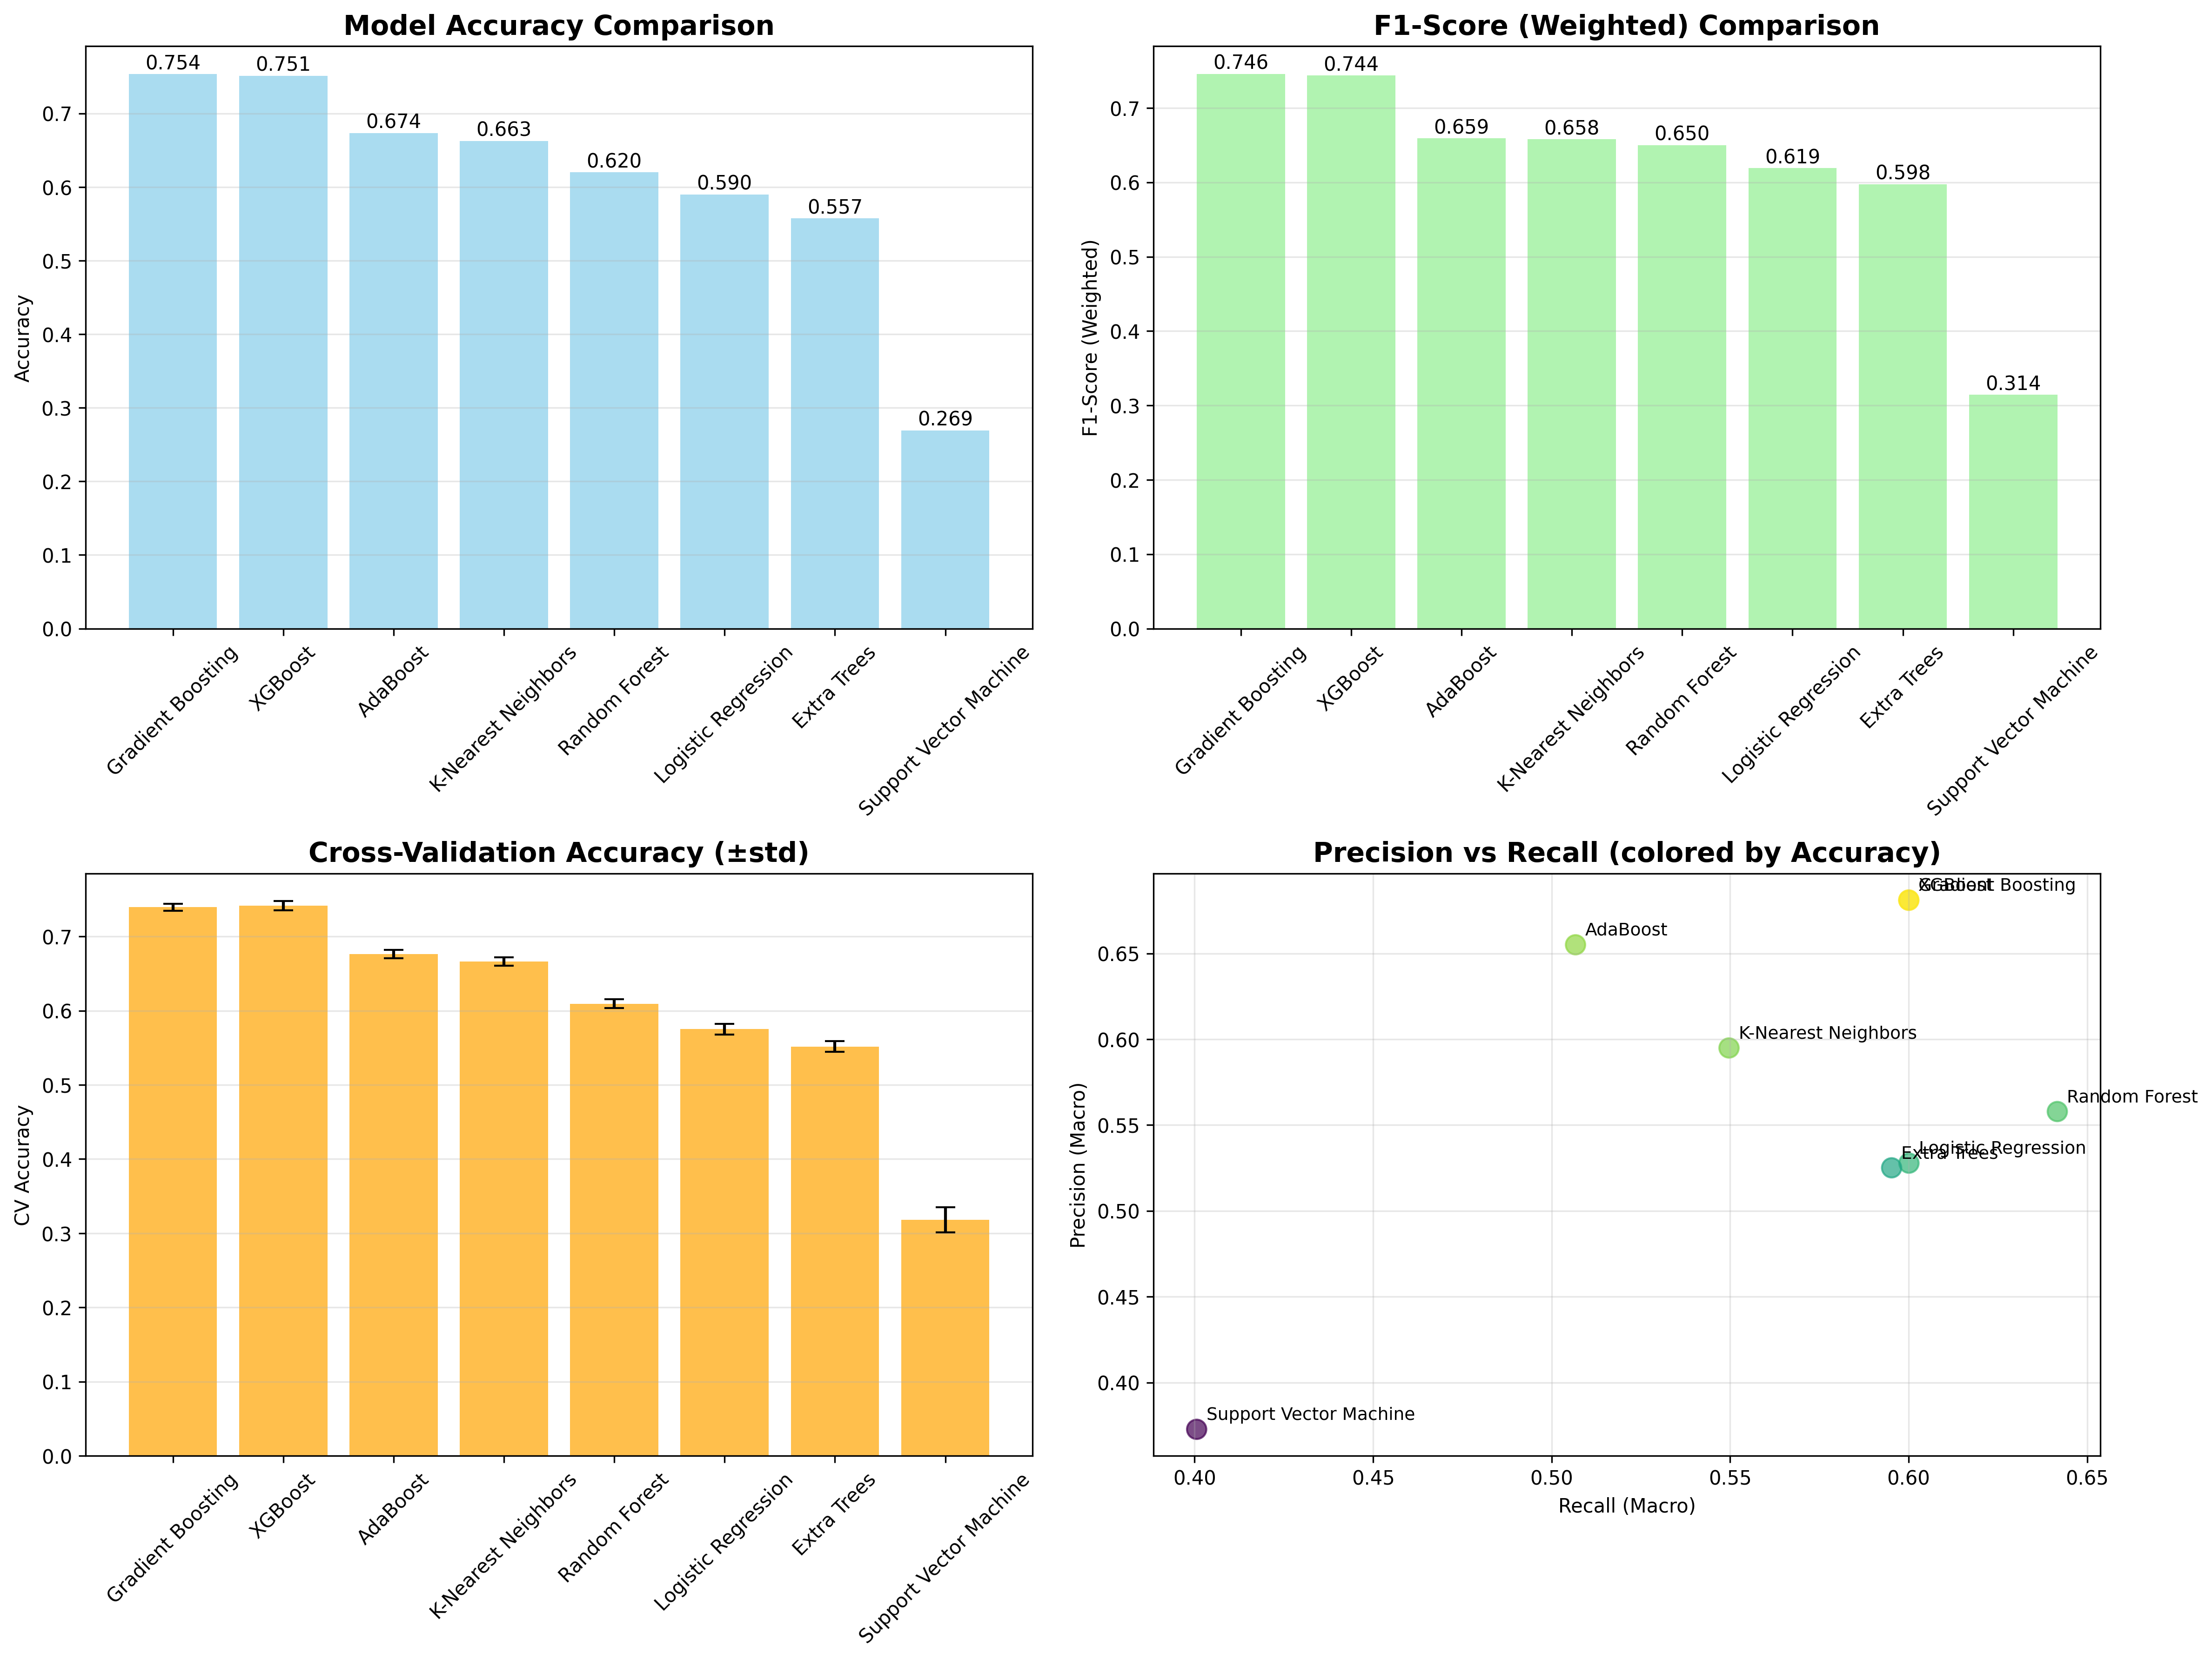 Model Accuracy Comparison
Accuracy
0.7
0.6
0.5
0.4
0.3
0.2
0.1
0.0
0.754
0.751
0.674
0.663
0.620
0.590
0.557
0.269
Gradient Boosting
XGBoost
AdaBoost
K-Nearest Neighbors
Random Forest
Logistic Regression
Extra Trees
Support Vector Machine
F1-Score (Weighted) Comparison
F1-Score (Weighted)
0.7
0.6
0.5
0.4
0.3
0.2
0.1
0.0
0.746
0.744
0.659
0.658
0.650
0.619
0.598
0.314
Gradient Boosting
XGBoost
AdaBoost
K-Nearest Neighbors
Random Forest
Logistic Regression
Extra Trees
Support Vector Machine
Cross-Validation Accuracy (±std)
CV Accuracy
0.7
0.6
0.5
0.4
0.3
0.2
0.1
0.0
Gradient Boosting
XGBoost
AdaBoost
K-Nearest Neighbors
Random Forest
Logistic Regression
Extra Trees
Support Vector Machine
Precision vs Recall (colored by Accuracy)
Precision (Macro)
0.65
0.60
0.55
0.50
0.45
0.40
XGBoost
Gradient Boosting
AdaBoost
K-Nearest Neighbors
Random Forest
Logistic Regression
Extra Trees
Support Vector Machine
0.40
0.45
0.50
0.55
0.60
0.65
Recall (Macro)